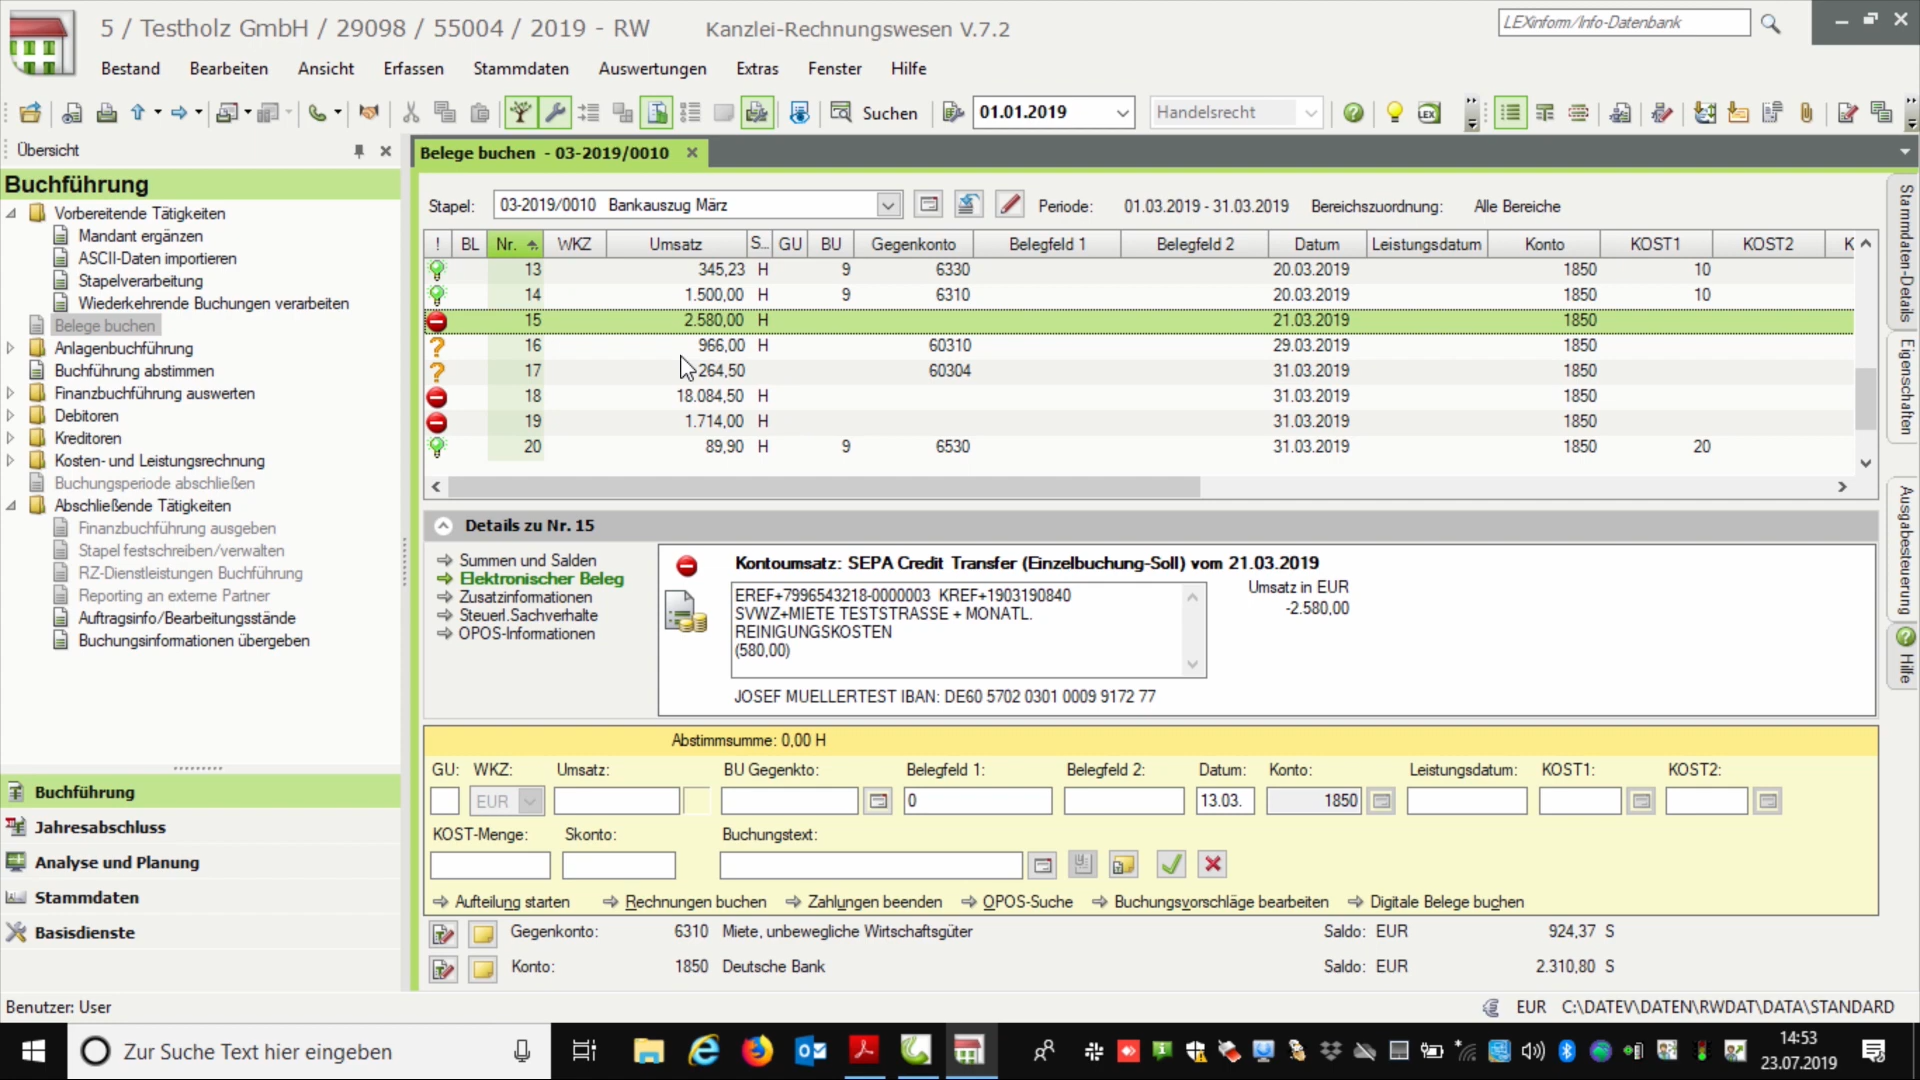 5 / Testholz GmbH / 29098 / 55004 / 2019 - RW Kanzlei-Rechnungswesen V.7.2
LEXinform/Info-Datenbank
Bestand Bearbeiten Ansicht Erfassen Stammdaten Auswertungen Extras Fenster Hilfe
Suchen 01.01.2019 Handelsrecht LEX
Übersicht
Buchführung
Vorbereitende Tätigkeiten
Mandant ergänzen
ASCII-Daten importieren
Stapelverarbeitung
Wiederkehrende Buchungen verarbeiten
Belege buchen
Anlagenbuchführung
Buchführung abstimmen
Finanzbuchführung auswerten
Debitoren
Kreditoren
Kosten- und Leistungsrechnung
Buchungsperiode abschließen
Abschließende Tätigkeiten
Finanzbuchführung ausgeben
Stapel festschreiben/verwalten
RZ-Dienstleistungen Buchführung
Reporting an externe Partner
Auftragsinfo/Bearbeitungsstände
Buchungsinformationen übergeben
Buchführung
Jahresabschluss
Analyse und Planung
Stammdaten
Basisdienste
Belege buchen - 03-2019/0010
Stapel: 03-2019/0010 Bankauszug März Periode: 01.03.2019 - 31.03.2019 Bereichszuordnung: Alle Bereiche
! BL Nr. WKZ Umsatz S... GU BU Gegenkonto Belegfeld 1 Belegfeld 2 Datum Leistungsdatum Konto KOST1 KOST2 K
13 345,23 H 9 6330 20.03.2019 1850 10
14 1.500,00 H 9 6310 20.03.2019 1850 10
15 2.580,00 H 21.03.2019 1850
16 966,00 H 60310 29.03.2019 1850
17 264,50 60304 31.03.2019 1850
18 18.084,50 H 31.03.2019 1850
19 1.714,00 H 31.03.2019 1850
20 89,90 H 9 6530 31.03.2019 1850 20
Details zu Nr. 15
Summen und Salden
Elektronischer Beleg
Zusatzinformationen
Steuerl.Sachverhalte
OPOS-Informationen
Kontoumsatz: SEPA Credit Transfer (Einzelbuchung-Soll) vom 21.03.2019
EREF+7996543218-0000003 KREF+1903190840
SVWZ+MIETE TESTSTRASSE + MONATL.
REINIGUNGSKOSTEN
(580,00)
Umsatz in EUR
-2.580,00
JOSEF MUELLERTEST IBAN: DE60 5702 0301 0009 9172 77
Abstimmsumme: 0,00 H
GU: WKZ: Umsatz: BU Gegenkto: Belegfeld 1: Belegfeld 2: Datum: Konto: Leistungsdatum: KOST1: KOST2:
EUR 0 13.03. 1850
KOST-Menge: Skonto: Buchungstext:
Aufteilung starten Rechnungen buchen Zahlungen beenden OPOS-Suche Buchungsvorschläge bearbeiten Digitale Belege buchen
Gegenkonto: 6310 Miete, unbewegliche Wirtschaftsgüter Saldo: EUR 924,37 S
Konto: 1850 Deutsche Bank Saldo: EUR 2.310,80 S
Stammdaten-Details
Eigenschaften
Ausgabesteuerung
Hilfe
Benutzer: User EUR C:\DATEV\DATEN\RWDAT\DATA\STANDARD
Zur Suche Text hier eingeben
14:53
23.07.2019